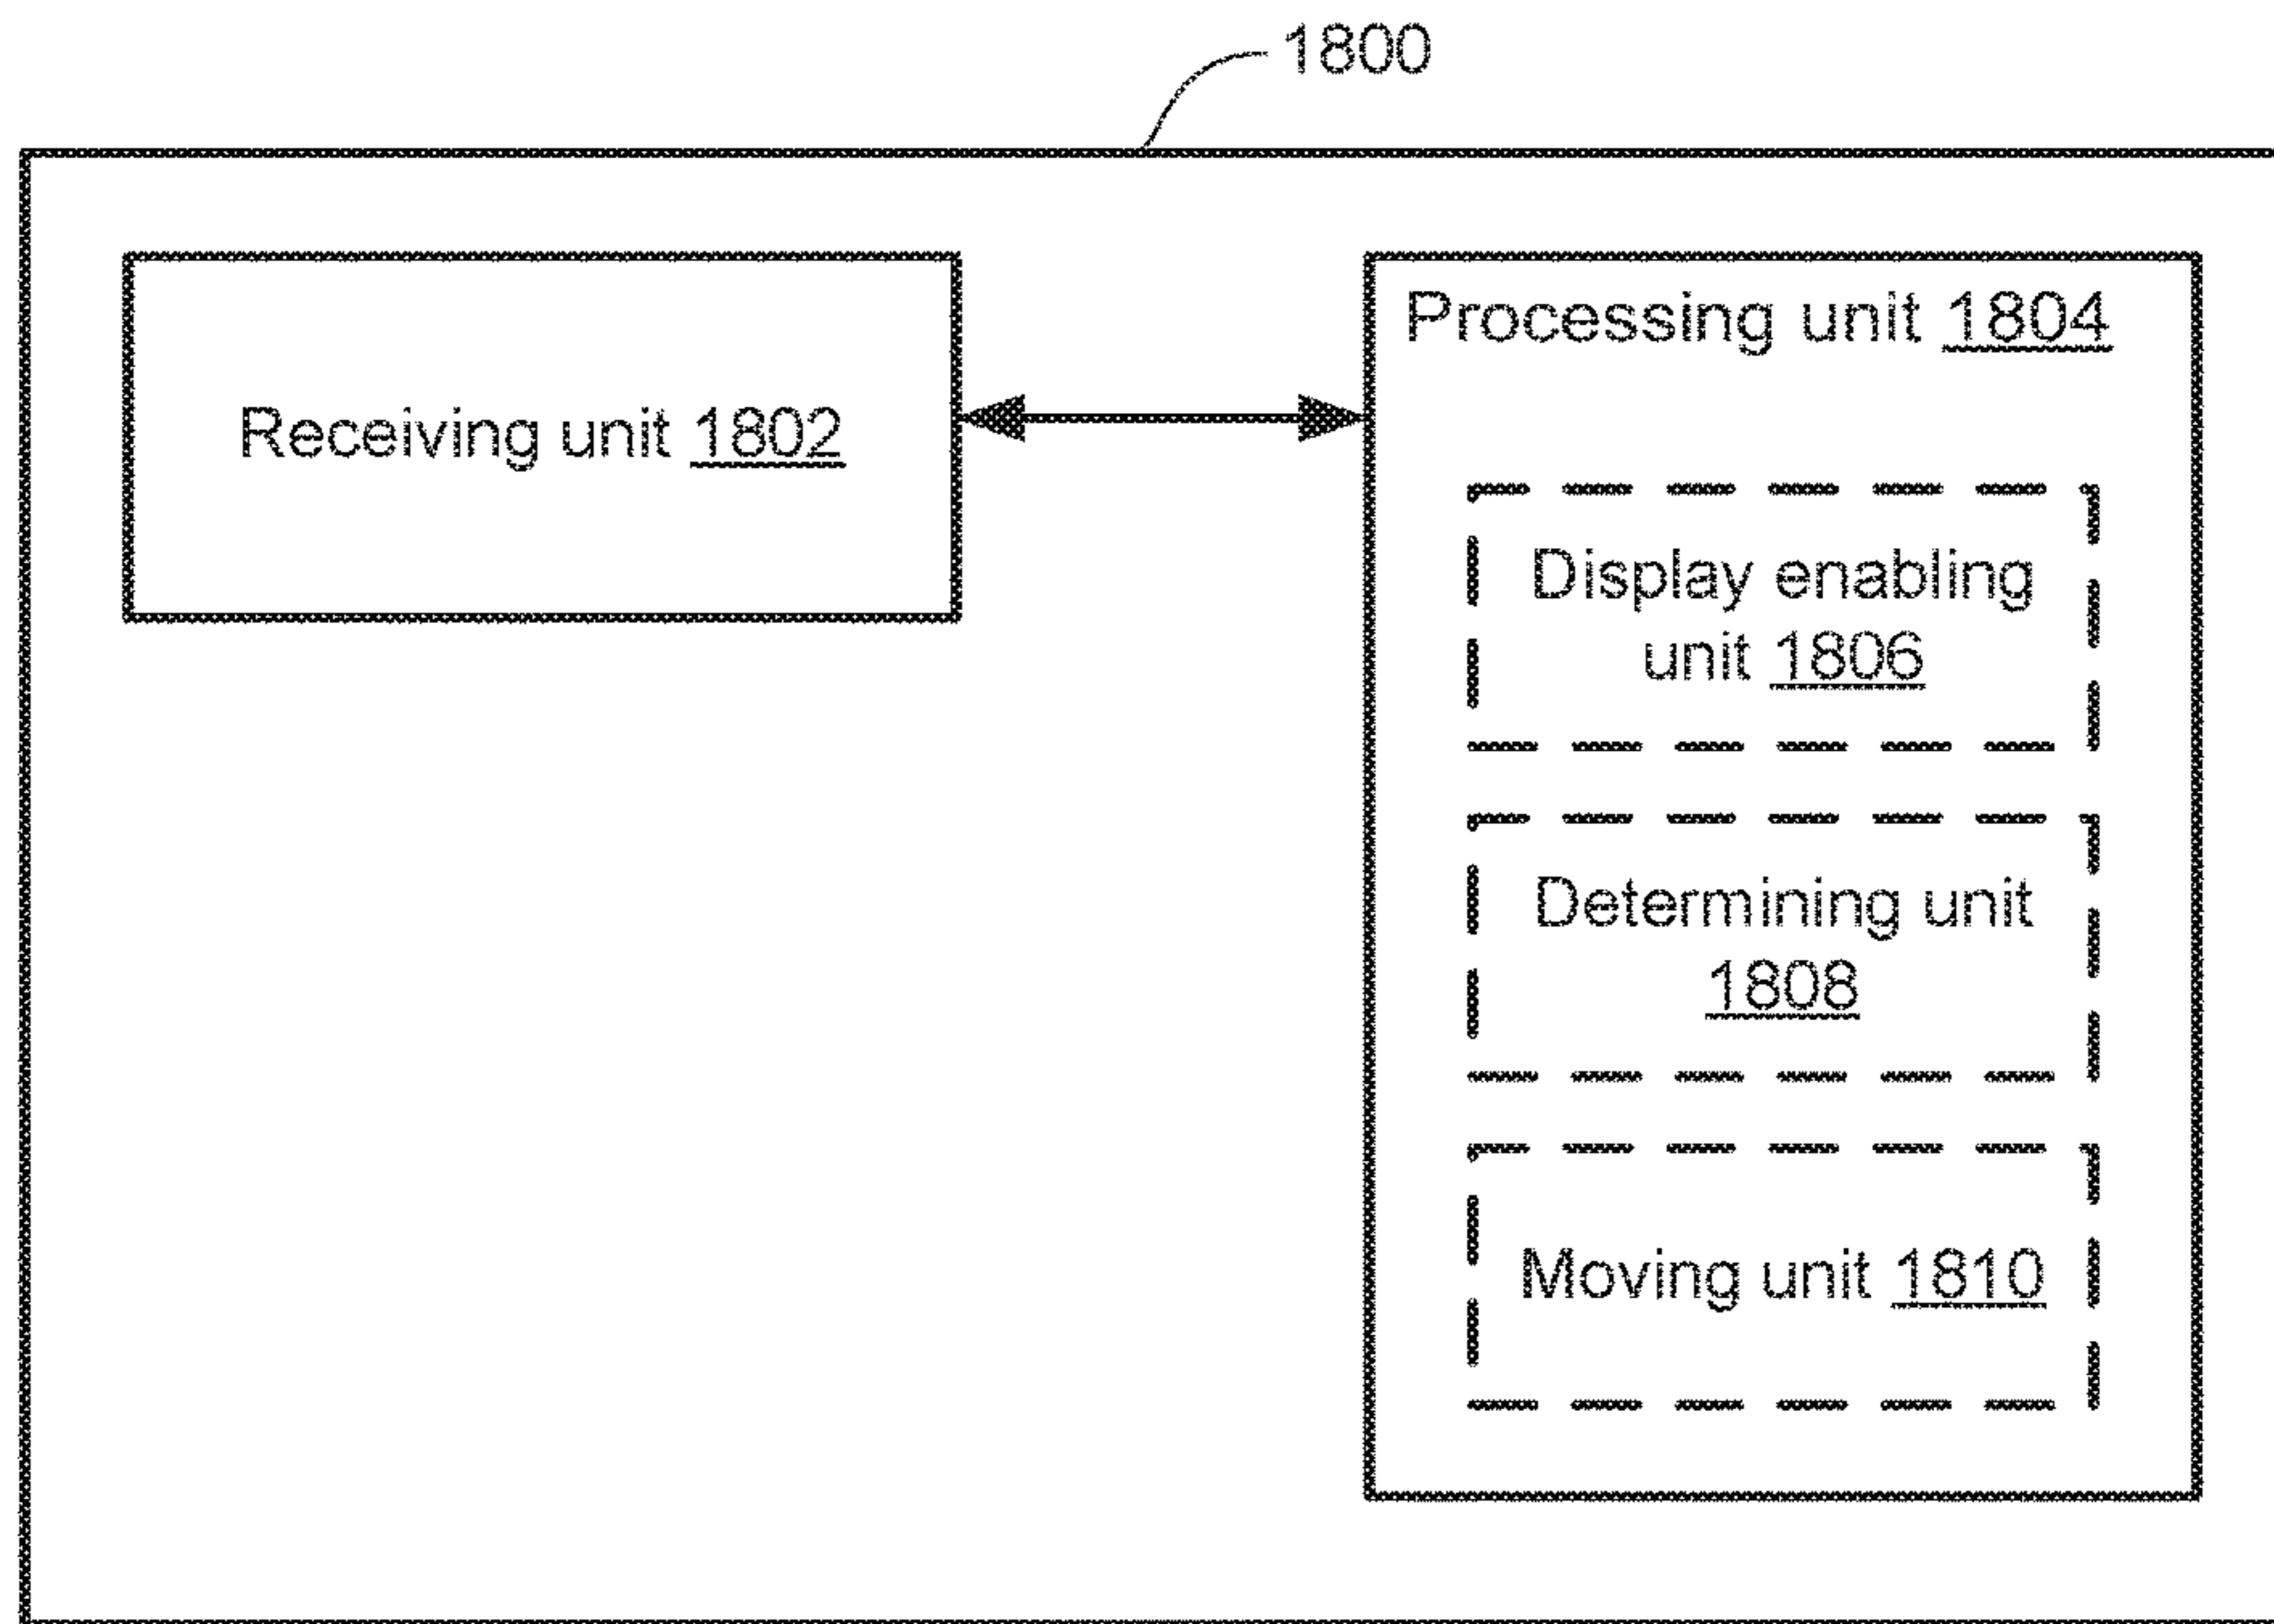 1800
Receiving unit 1802
Processing unit 1804
Display enabling
unit 1806
Determining unit
1808
Moving unit 1810